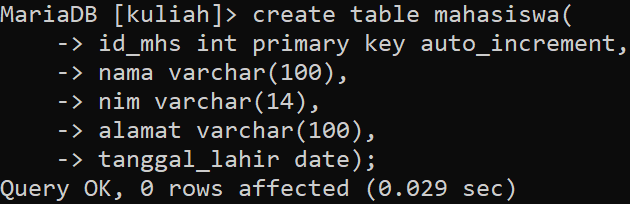 MariaDB [kuliah]> create table mahasiswa(
    -> id_mhs int primary key auto_increment,
    -> nama varchar(100),
    -> nim varchar(14),
    -> alamat varchar(100),
    -> tanggal_lahir date);
Query OK, 0 rows affected (0.029 sec)